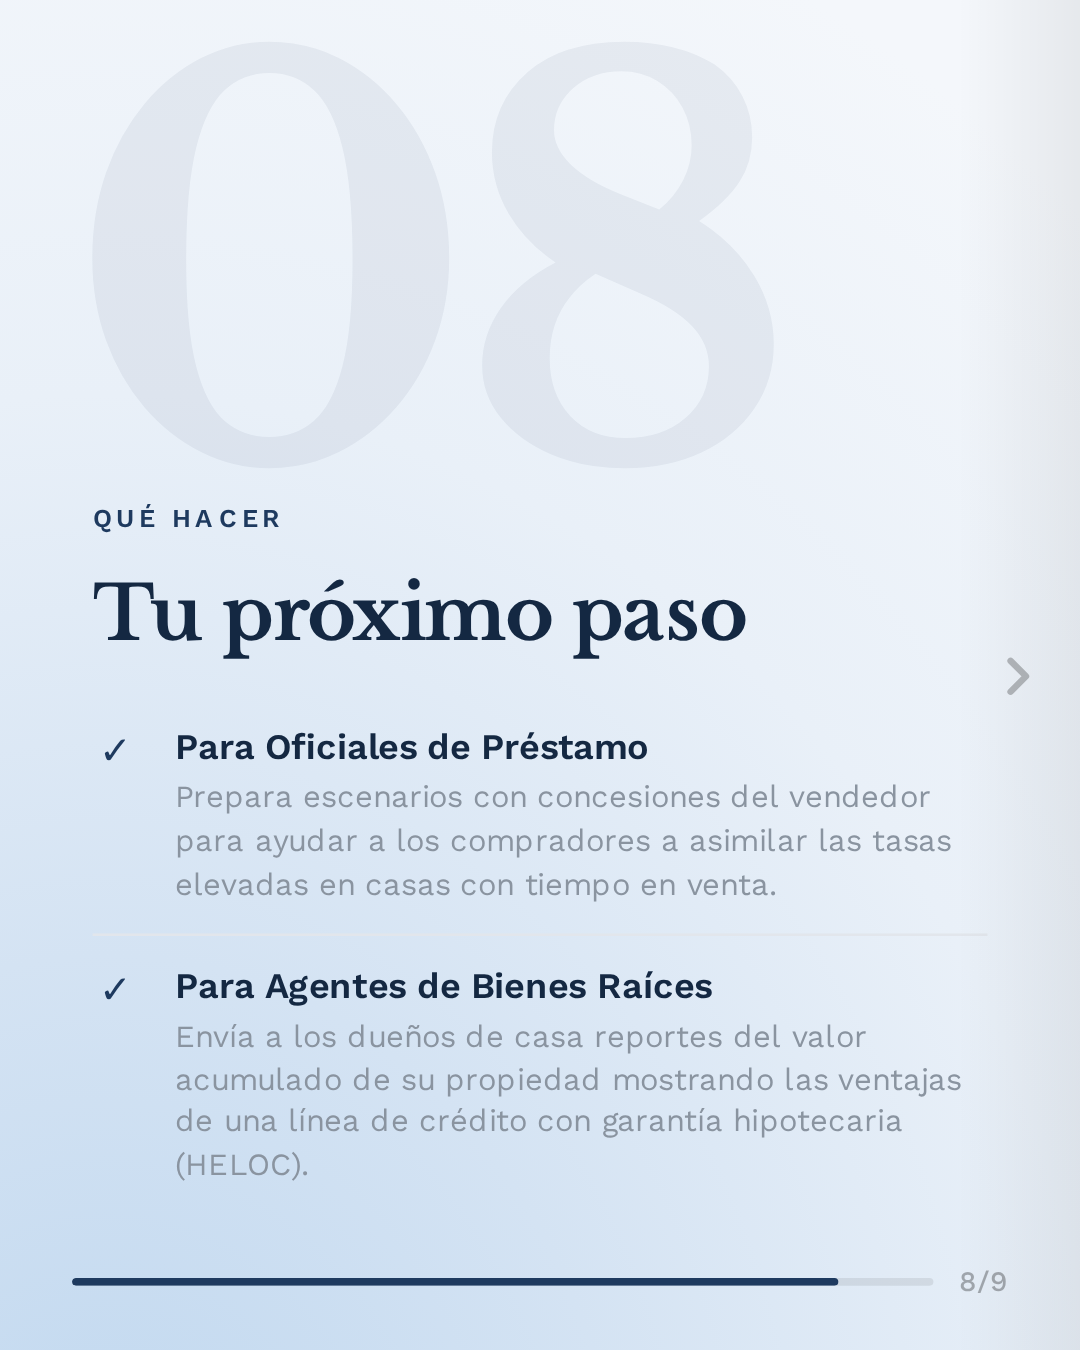 08
QUÉ HACER
Tu próximo paso
✓ Para Oficiales de Préstamo
Prepara escenarios con concesiones del vendedor
para ayudar a los compradores a asimilar las tasas
elevadas en casas con tiempo en venta.
✓ Para Agentes de Bienes Raíces
Envía a los dueños de casa reportes del valor
acumulado de su propiedad mostrando las ventajas
de una línea de crédito con garantía hipotecaria
(HELOC).
8/9